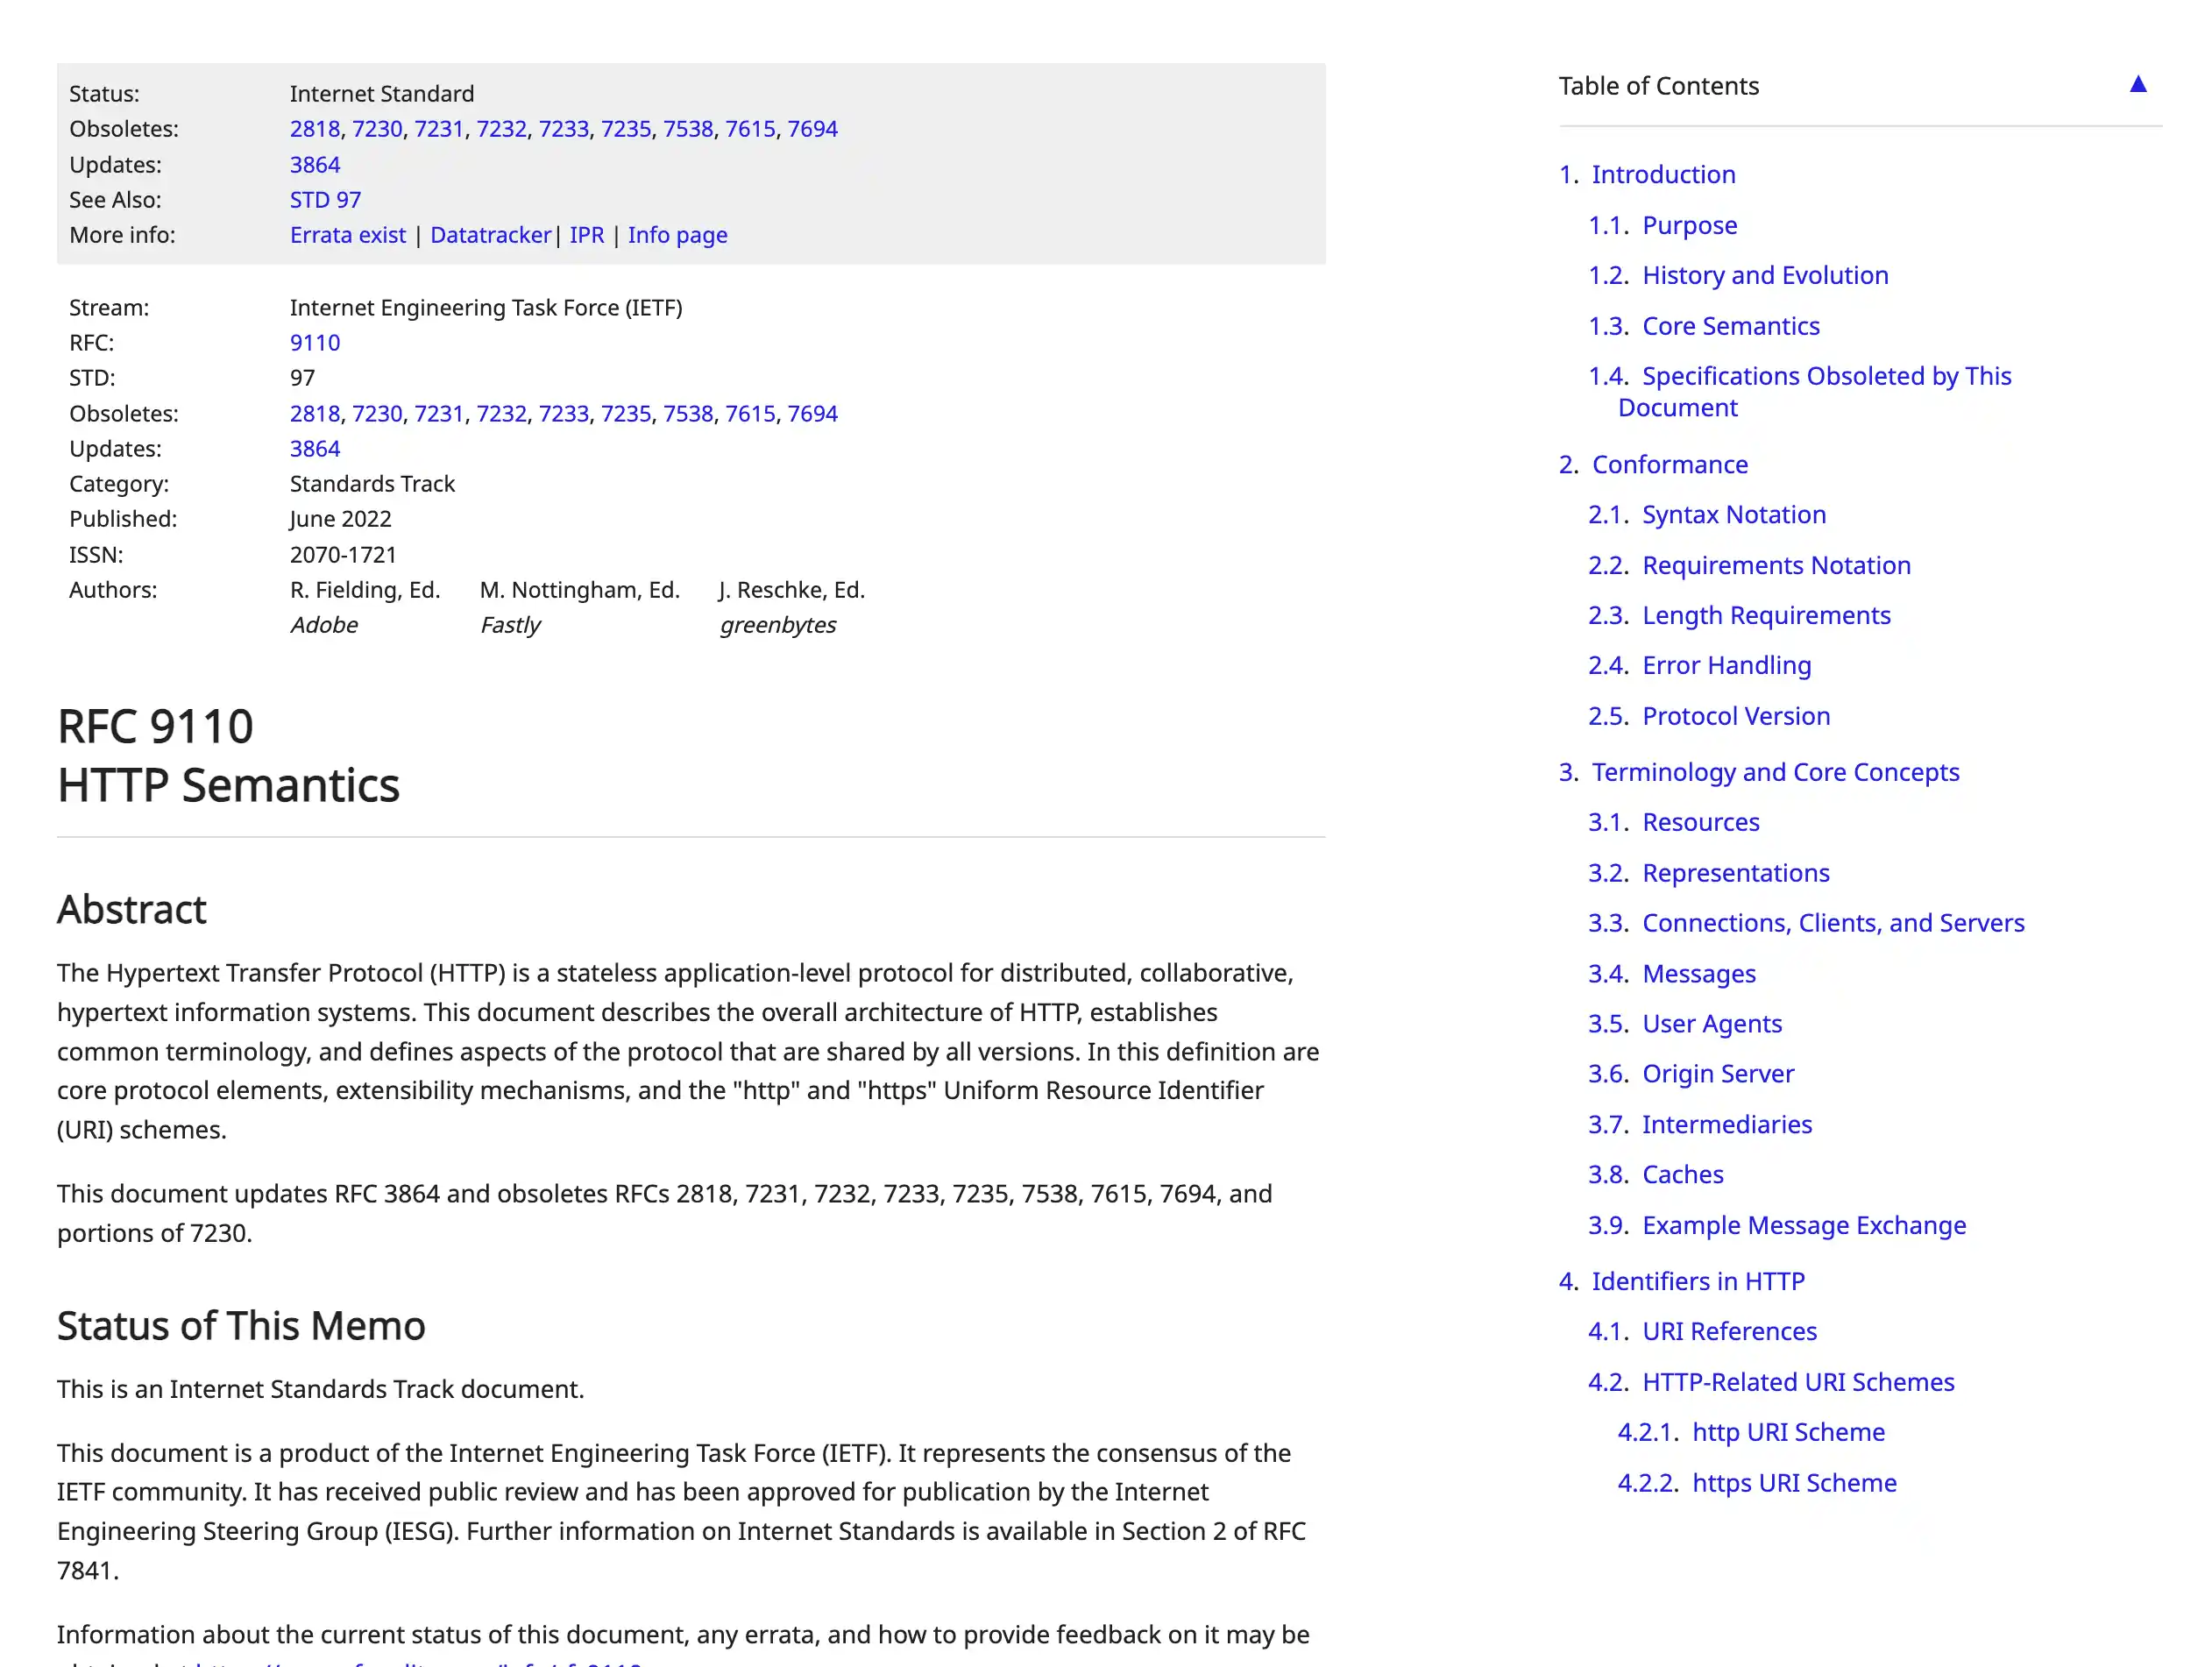 Status: Internet Standard
Obsoletes: 2818, 7230, 7231, 7232, 7233, 7235, 7538, 7615, 7694
Updates: 3864
See Also: STD 97
More info: Errata exist | Datatracker| IPR | Info page
Stream: Internet Engineering Task Force (IETF)
RFC: 9110
STD: 97
Obsoletes: 2818, 7230, 7231, 7232, 7233, 7235, 7538, 7615, 7694
Updates: 3864
Category: Standards Track
Published: June 2022
ISSN: 2070-1721
Authors: R. Fielding, Ed. M. Nottingham, Ed. J. Reschke, Ed.
Adobe Fastly greenbytes
RFC 9110
HTTP Semantics
Abstract
The Hypertext Transfer Protocol (HTTP) is a stateless application-level protocol for distributed, collaborative,
hypertext information systems. This document describes the overall architecture of HTTP, establishes
common terminology, and defines aspects of the protocol that are shared by all versions. In this definition are
core protocol elements, extensibility mechanisms, and the "http" and "https" Uniform Resource Identifier
(URI) schemes.
This document updates RFC 3864 and obsoletes RFCs 2818, 7231, 7232, 7233, 7235, 7538, 7615, 7694, and
portions of 7230.
Status of This Memo
This is an Internet Standards Track document.
This document is a product of the Internet Engineering Task Force (IETF). It represents the consensus of the
IETF community. It has received public review and has been approved for publication by the Internet
Engineering Steering Group (IESG). Further information on Internet Standards is available in Section 2 of RFC
7841.
Information about the current status of this document, any errata, and how to provide feedback on it may be
Table of Contents ▲
1. Introduction
1.1. Purpose
1.2. History and Evolution
1.3. Core Semantics
1.4. Specifications Obsoleted by This
Document
2. Conformance
2.1. Syntax Notation
2.2. Requirements Notation
2.3. Length Requirements
2.4. Error Handling
2.5. Protocol Version
3. Terminology and Core Concepts
3.1. Resources
3.2. Representations
3.3. Connections, Clients, and Servers
3.4. Messages
3.5. User Agents
3.6. Origin Server
3.7. Intermediaries
3.8. Caches
3.9. Example Message Exchange
4. Identifiers in HTTP
4.1. URI References
4.2. HTTP-Related URI Schemes
4.2.1. http URI Scheme
4.2.2. https URI Scheme